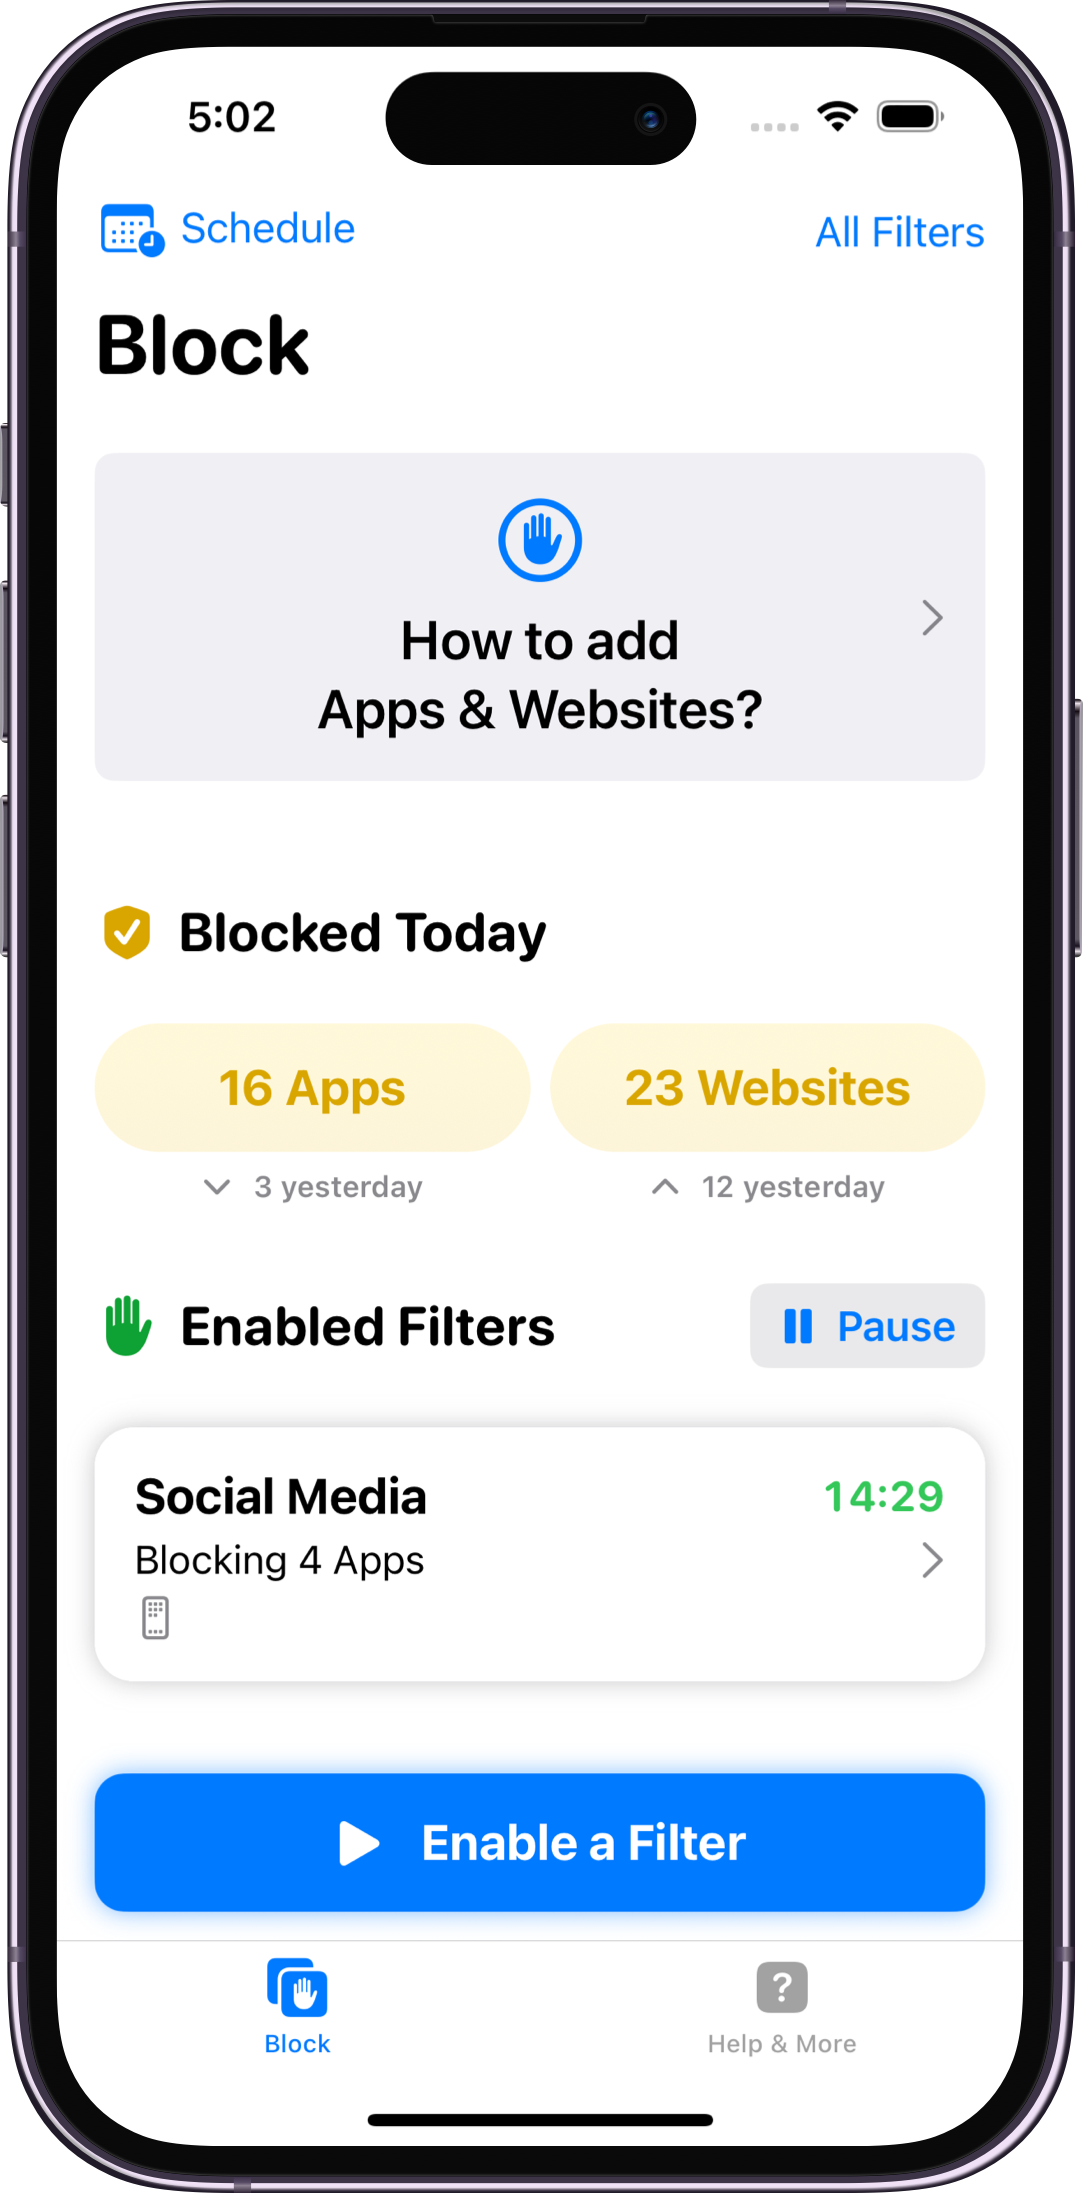 5:02
Schedule
All Filters
Block
How to add
Apps & Websites?
Blocked Today
16 Apps
23 Websites
3 yesterday
12 yesterday
Enabled Filters
Pause
Social Media
14:29
Blocking 4 Apps
Enable a Filter
Block
?
Help & More